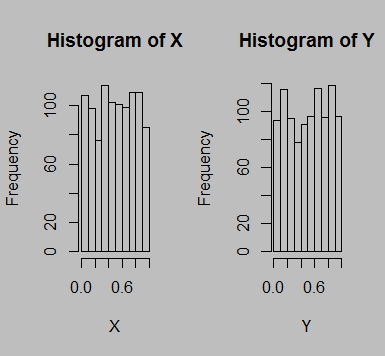 Histogram of X
Frequency
0 20 60 100
0.0 0.6
X
Histogram of Y
Frequency
0 20 60 100
0.0 0.6
Y